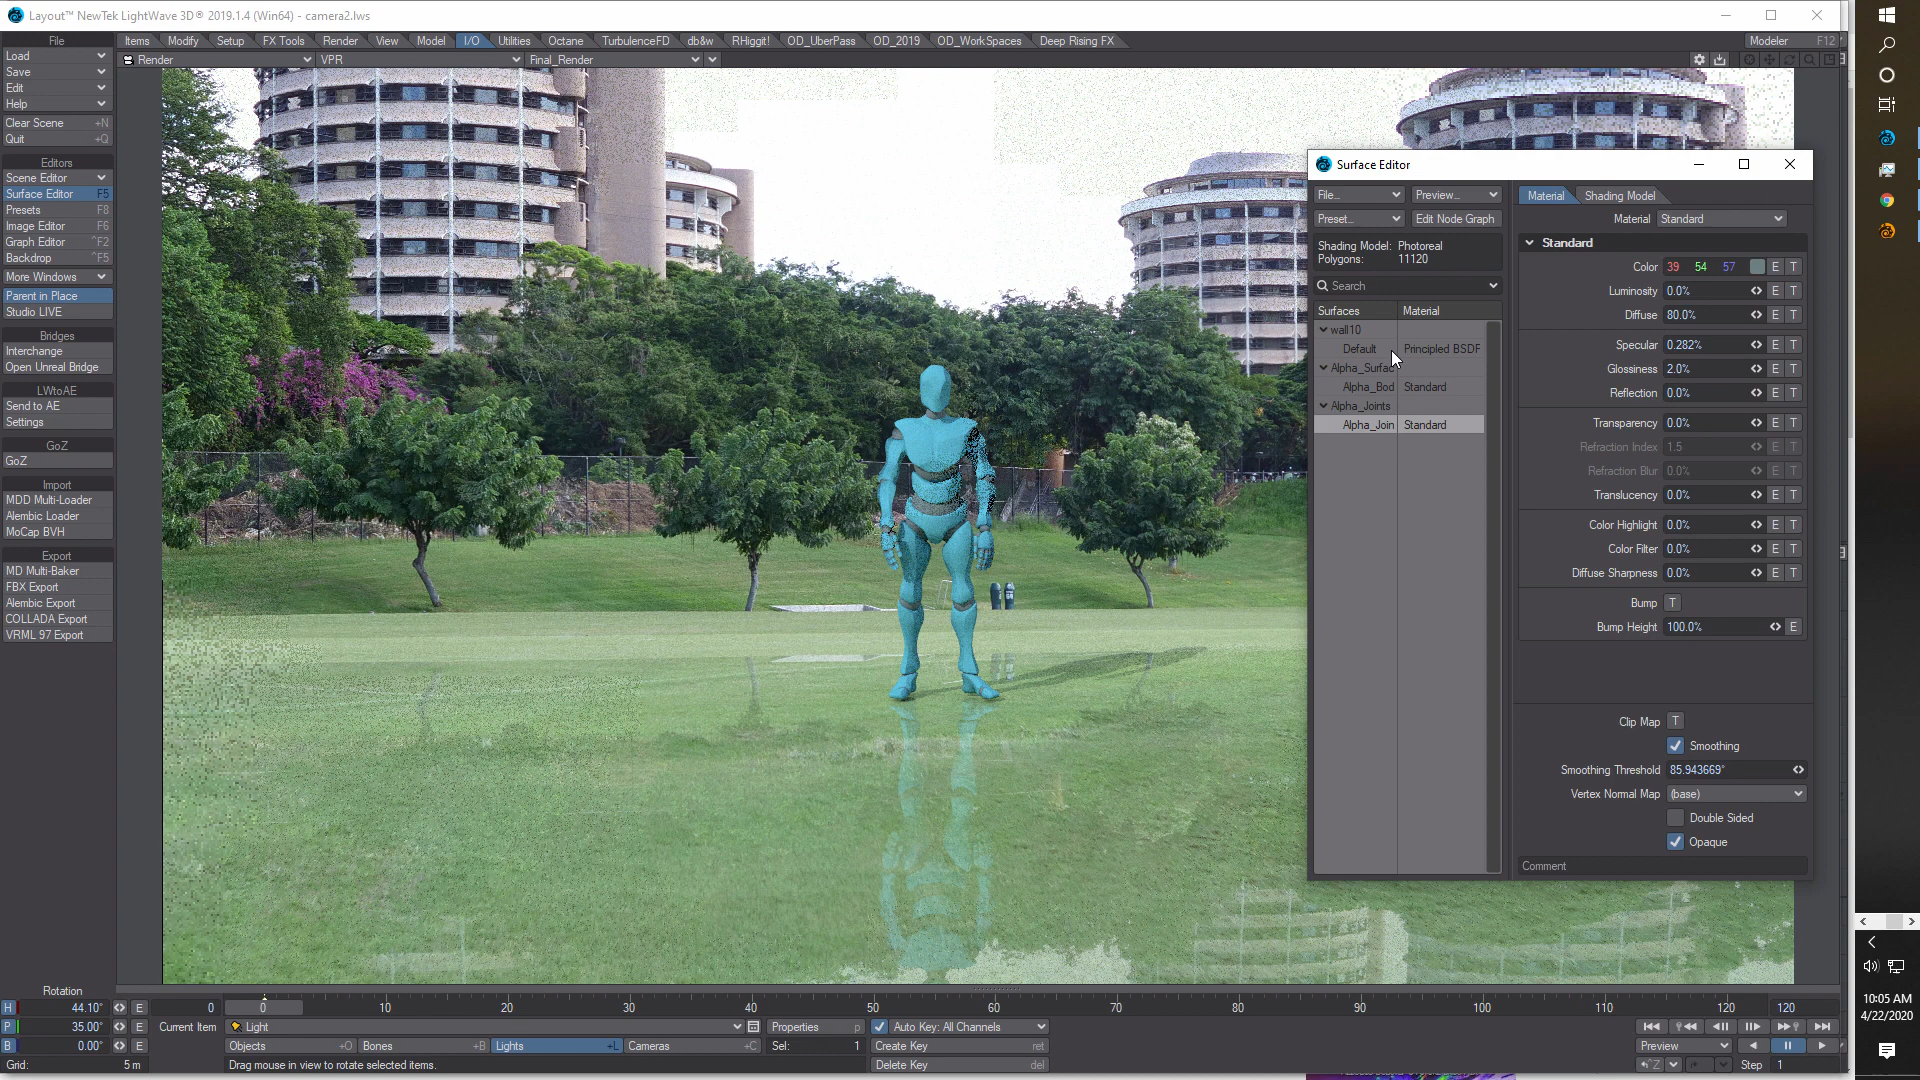 Layout™ NewTek LightWave 3D® 2019.1.4 (Win64) - camera2.lws
File
Items Modify Setup FX Tools Render View Model I/O Utilities Octane TurbulenceFD db&w RHiggit! OD_UberPass OD_2019 OD_WorkSpaces Deep Rising FX Modeler F12
Load
Render VPR Final_Render
Save
Edit
Help
Clear Scene +N
Quit +Q
Editors
Scene Editor
Surface Editor F5
Presets F8
Image Editor F6
Graph Editor ^F2
Backdrop ^F5
More Windows
Parent in Place
Studio LIVE
Bridges
Interchange
Open Unreal Bridge
LWtoAE
Send to AE
Settings
GoZ
GoZ
Import
MDD Multi-Loader
Alembic Loader
MoCap BVH
Export
MD Multi-Baker
FBX Export
Alembic Export
COLLADA Export
VRML 97 Export
Surface Editor
File... Preview...
Preset... Edit Node Graph
Shading Model: Photoreal
Polygons: 11120
Search
Surfaces Material
wall10
Default Principled BSDF
Alpha_Surfac
Alpha_Bod Standard
Alpha_Joints
Alpha_Join Standard
Material Shading Model
Material Standard
Standard
Color 39 54 57 E T
Luminosity 0.0% E T
Diffuse 80.0% E T
Specular 0.282% E T
Glossiness 2.0% E T
Reflection 0.0% E T
Transparency 0.0% E T
Refraction Index 1.5 E T
Refraction Blur 0.0% E T
Translucency 0.0% E T
Color Highlight 0.0% E T
Color Filter 0.0% E T
Diffuse Sharpness 0.0% E T
Bump T
Bump Height 100.0% E
Clip Map T
Smoothing
Smoothing Threshold 85.943669°
Vertex Normal Map (base)
Double Sided
Opaque
Comment
Rotation
H 44.10° E 0 0 10 20 30 40 50 60 70 80 90 100 110 120 120
P 35.00° E Current Item Light Properties p Auto Key: All Channels
B 0.00° E Objects +O Bones +B Lights +L Cameras +C Sel: 1 Create Key ret Preview
Grid: 5 m Drag mouse in view to rotate selected items. Delete Key del Z Step 1
10:05 AM
4/22/2020